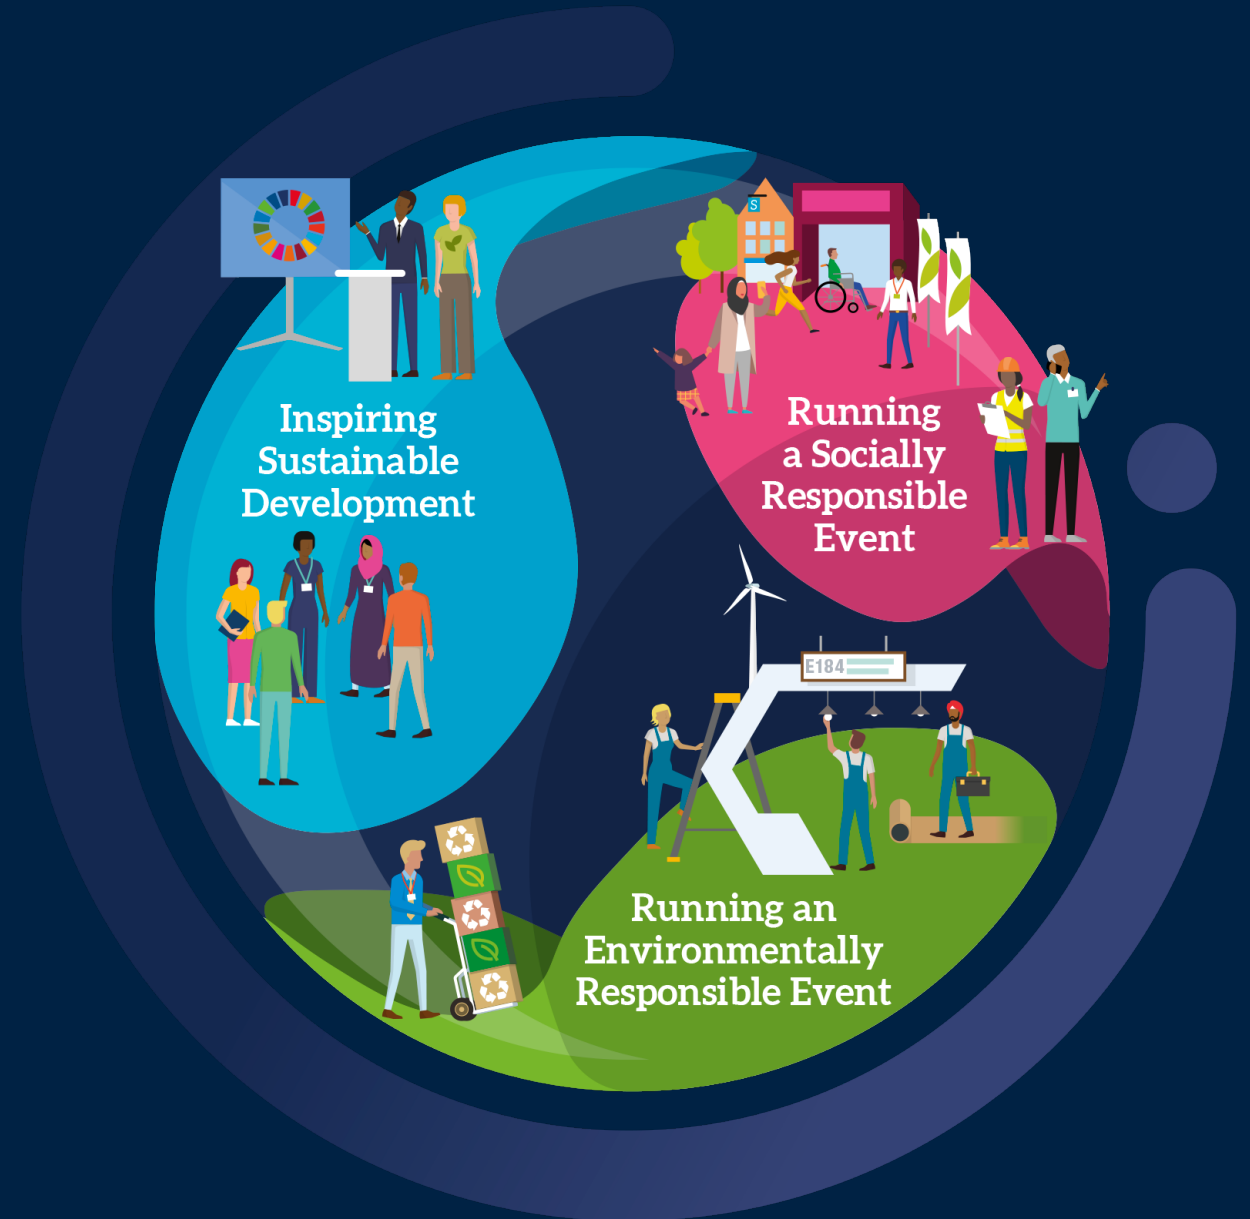 Inspiring
Sustainable
Development
S
Running
a Socially
Responsible
Event
E184
Running an
Environmentally
Responsible Event